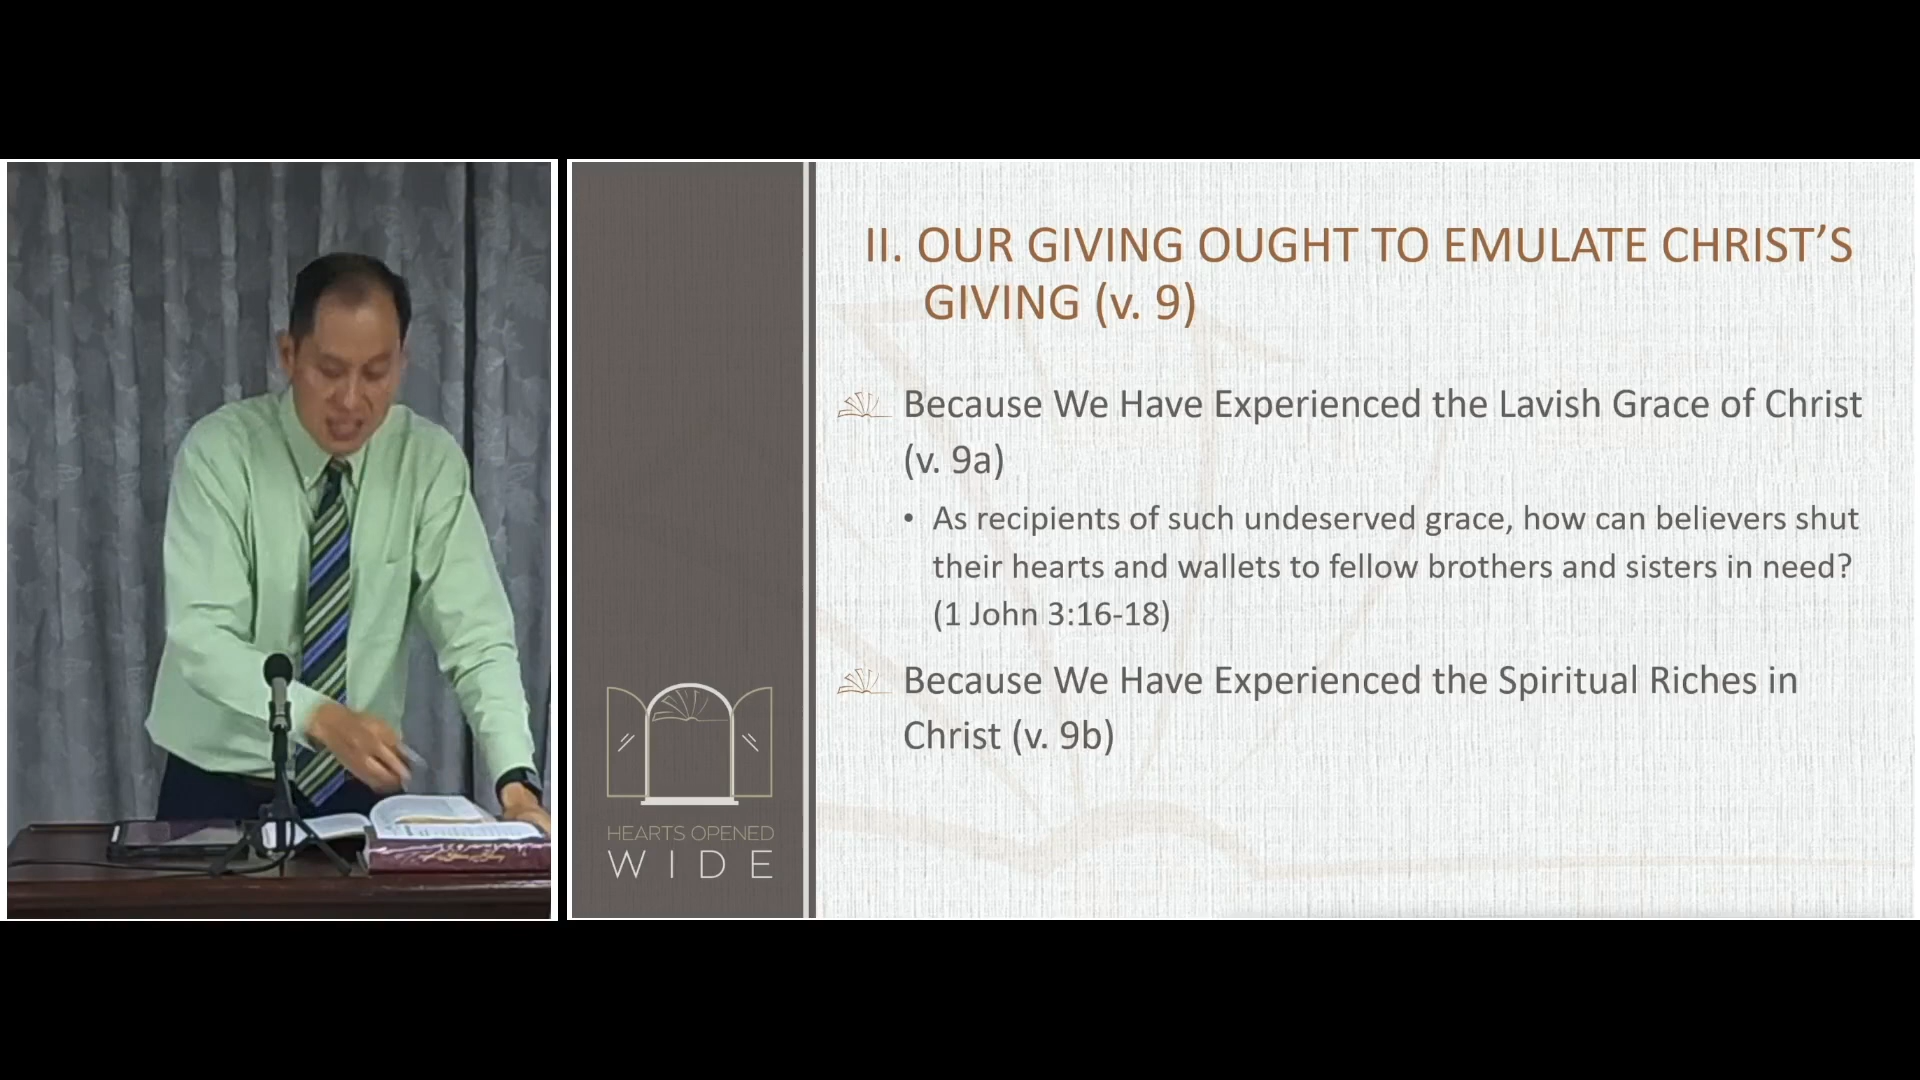 II. OUR GIVING OUGHT TO EMULATE CHRIST’S
GIVING (v. 9)
Because We Have Experienced the Lavish Grace of Christ
(v. 9a)
• As recipients of such undeserved grace, how can believers shut
their hearts and wallets to fellow brothers and sisters in need?
(1 John 3:16-18)
Because We Have Experienced the Spiritual Riches in
Christ (v. 9b)
HEARTS OPENED
WIDE